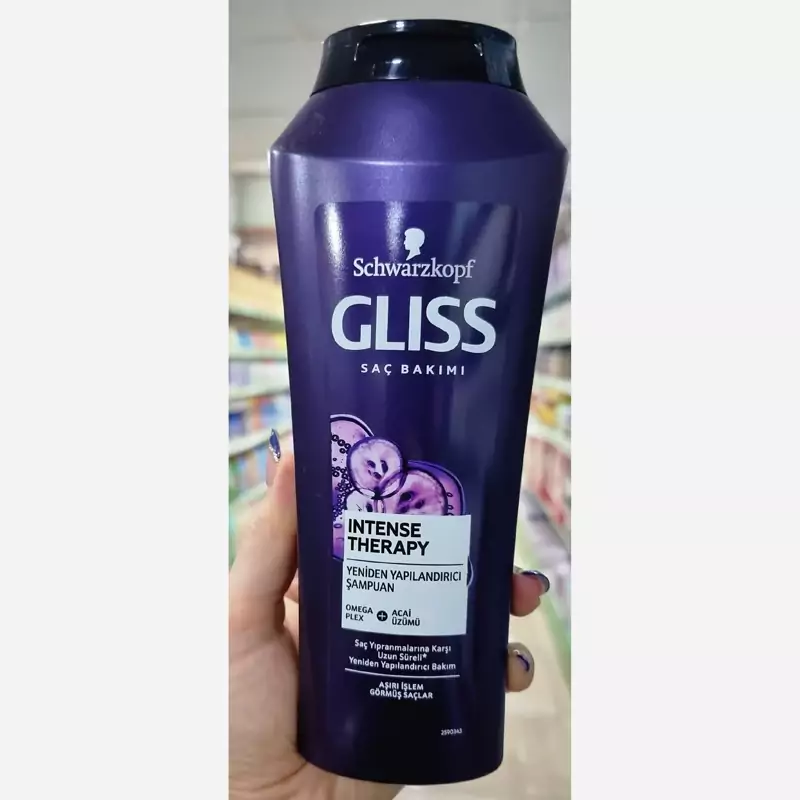 Schwarzkopf
GLISS
SAÇ BAKIMI
INTENSE
THERAPY
YENİDEN YAPILANDIRICI
ŞAMPUAN
OMEGA
PLEX
+
ACAİ
ÜZÜMÜ
Saç Yıpranmalarına Karşı
Uzun Süreli*
Yeniden Yapılandırıcı Bakım
AŞIRI İŞLEM
GÖRMÜŞ SAÇLAR
2590343